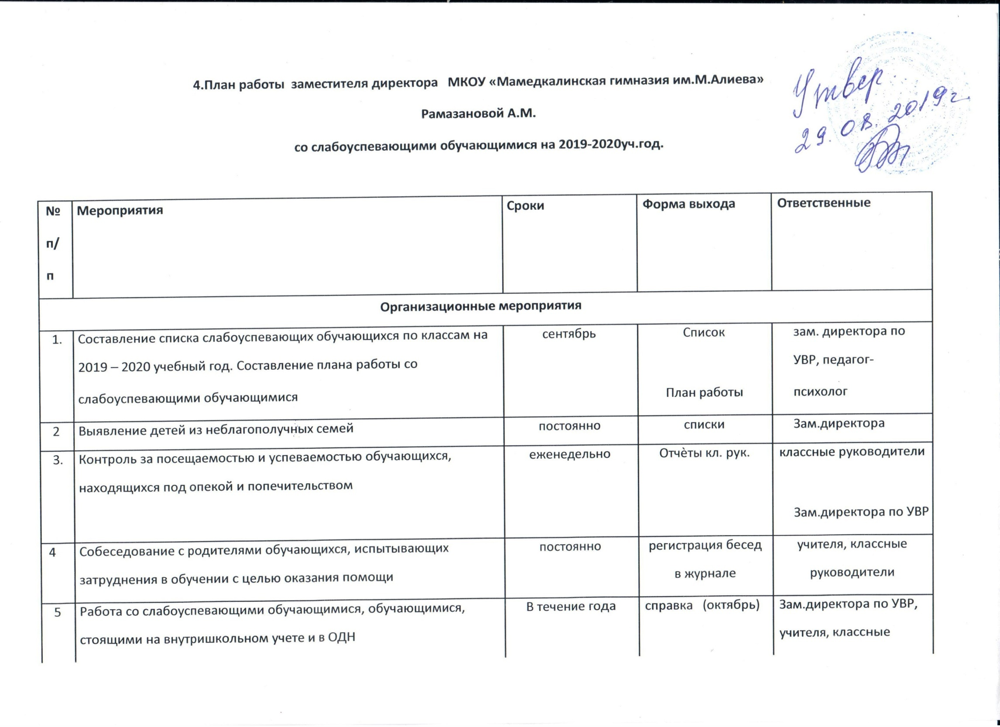 4.План работы заместителя директора МКОУ «Мамедкалинская гимназия им.М.Алиева»
Рамазановой А.М.
со слабоуспевающими обучающимися на 2019-2020уч.год.
Утвер
29.08.2019г.
№ Мероприятия Сроки Форма выхода Ответственные
п/
п
Организационные мероприятия
1. Составление списка слабоуспевающих обучающихся по классам на сентябрь Список зам. директора по
2019 – 2020 учебный год. Составление плана работы со УВР, педагог-
слабоуспевающими обучающимися План работы психолог
2 Выявление детей из неблагополучных семей постоянно списки Зам.директора
3. Контроль за посещаемостью и успеваемостью обучающихся, еженедельно Отчѐты кл. рук. классные руководители
находящихся под опекой и попечительством
Зам.директора по УВР
4 Собеседование с родителями обучающихся, испытывающих постоянно регистрация бесед учителя, классные
затруднения в обучении с целью оказания помощи в журнале руководители
5 Работа со слабоуспевающими обучающимися, обучающимися, В течение года справка (октябрь) Зам.директора по УВР,
стоящими на внутришкольном учете и в ОДН учителя, классные